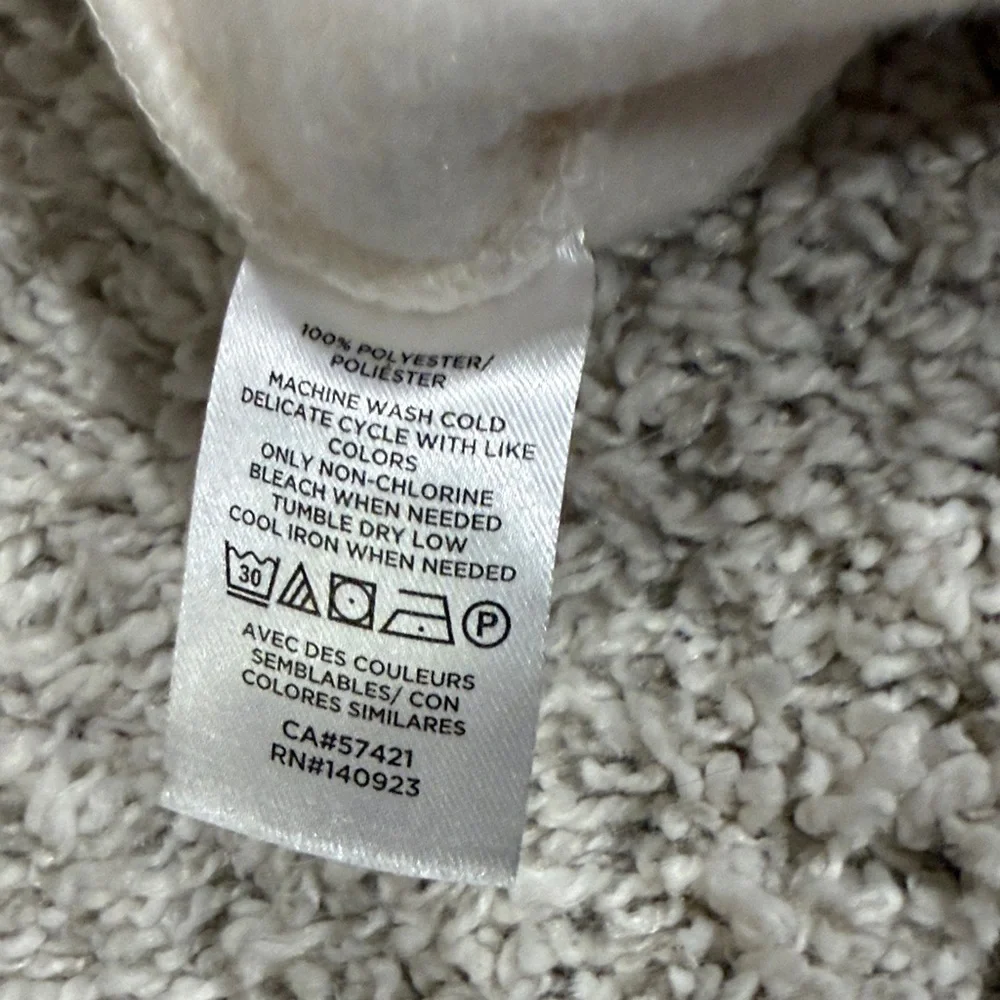 100% POLYESTER/
POLIÉSTER
MACHINE WASH COLD
DELICATE CYCLE WITH LIKE
COLORS
ONLY NON-CHLORINE
BLEACH WHEN NEEDED
TUMBLE DRY LOW
COOL IRON WHEN NEEDED
30 P
AVEC DES COULEURS
SEMBLABLES/ CON
COLORES SIMILARES
CA#57421
RN#140923